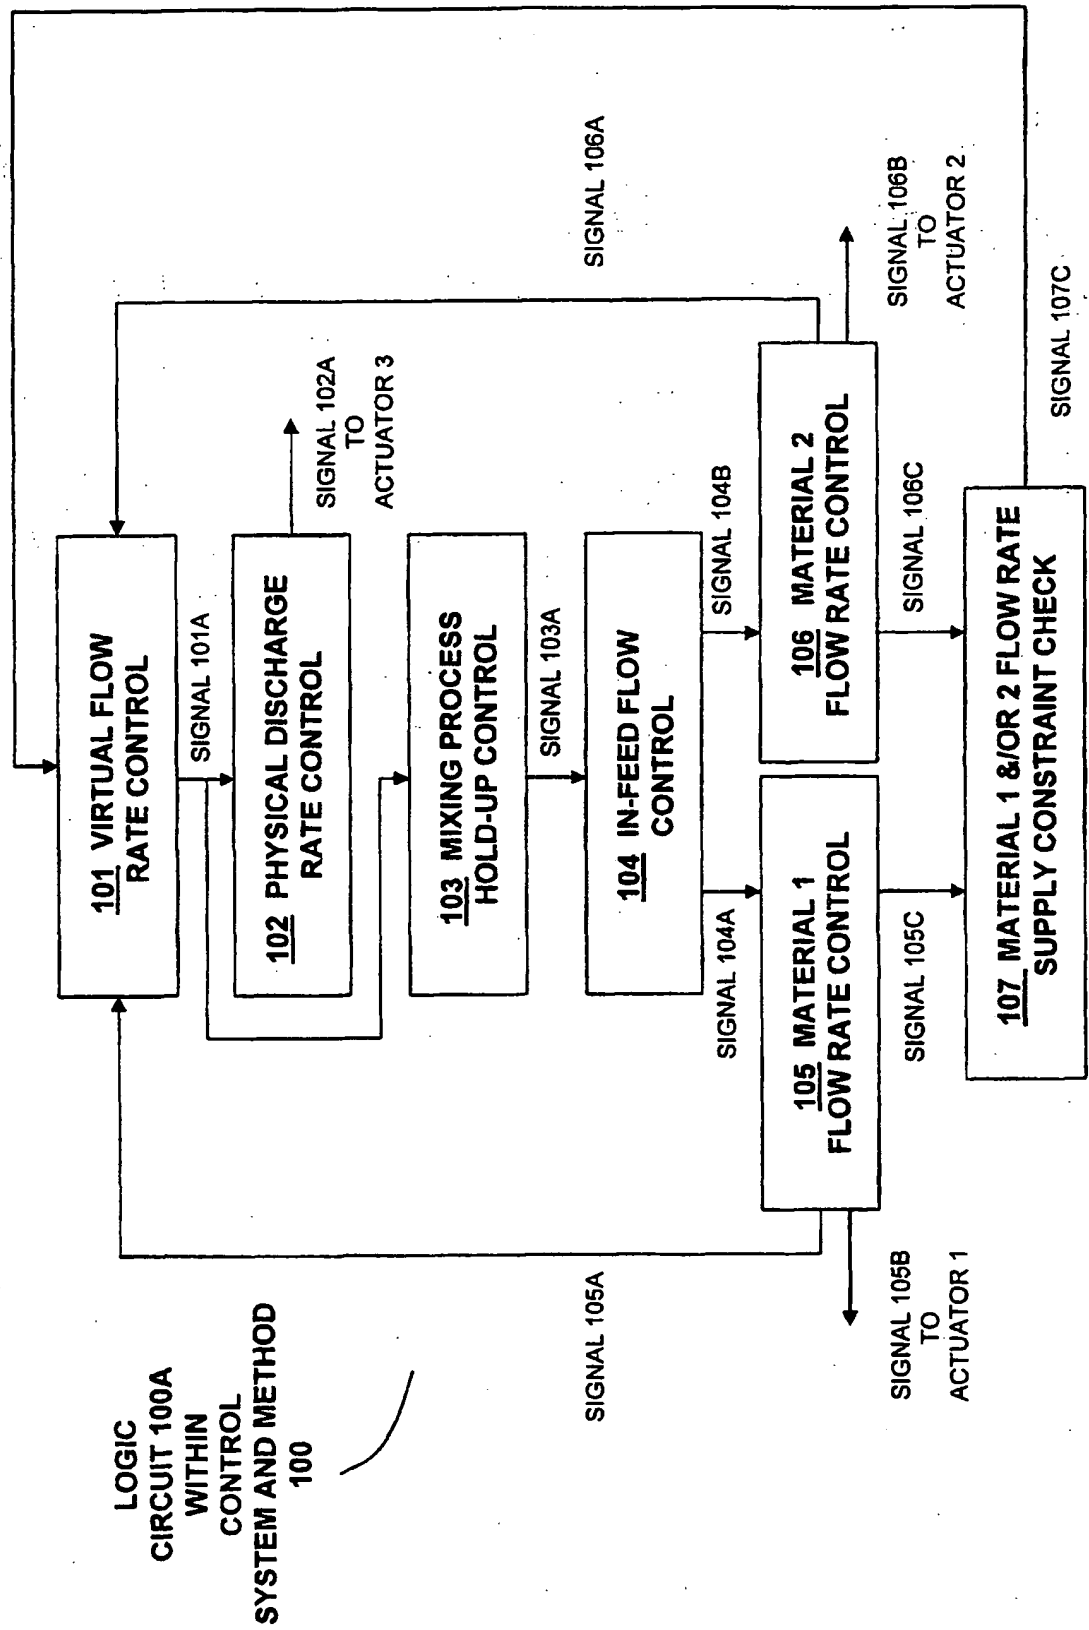 LOGIC
CIRCUIT 100A
WITHIN
CONTROL
SYSTEM AND METHOD
100
101 VIRTUAL FLOW
RATE CONTROL
SIGNAL 101A
102 PHYSICAL DISCHARGE
RATE CONTROL
SIGNAL 102A
TO
ACTUATOR 3
103 MIXING PROCESS
HOLD-UP CONTROL
SIGNAL 103A
104 IN-FEED FLOW
CONTROL
SIGNAL 105A
SIGNAL 106A
SIGNAL 104A
SIGNAL 104B
105 MATERIAL 1
FLOW RATE CONTROL
106 MATERIAL 2
FLOW RATE CONTROL
SIGNAL 105B
TO
ACTUATOR 1
SIGNAL 105C
SIGNAL 106C
SIGNAL 106B
TO
ACTUATOR 2
107 MATERIAL 1 &/OR 2 FLOW RATE
SUPPLY CONSTRAINT CHECK
SIGNAL 107C